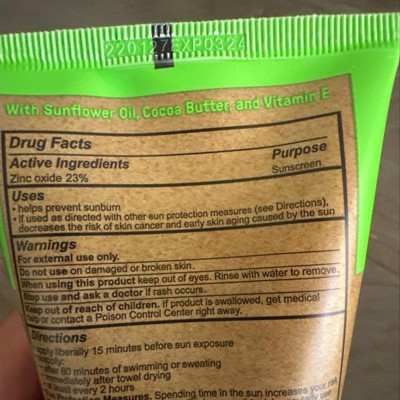 220127 EXP0324
With Sunflower Oil, Cocoa Butter, and Vitamin E
Drug Facts
Active Ingredients Purpose
Zinc oxide 23% Sunscreen
Uses
• helps prevent sunburn
• if used as directed with other sun protection measures (see Directions),
decreases the risk of skin cancer and early skin aging caused by the sun
Warnings
For external use only.
Do not use on damaged or broken skin.
When using this product keep out of eyes. Rinse with water to remove.
Stop use and ask a doctor if rash occurs.
Keep out of reach of children. If product is swallowed, get medical
help or contact a Poison Control Center right away.
Directions
apply liberally 15 minutes before sun exposure
reapply:
after 80 minutes of swimming or sweating
immediately after towel drying
at least every 2 hours
Protection Measures. Spending time in the sun increases your risk